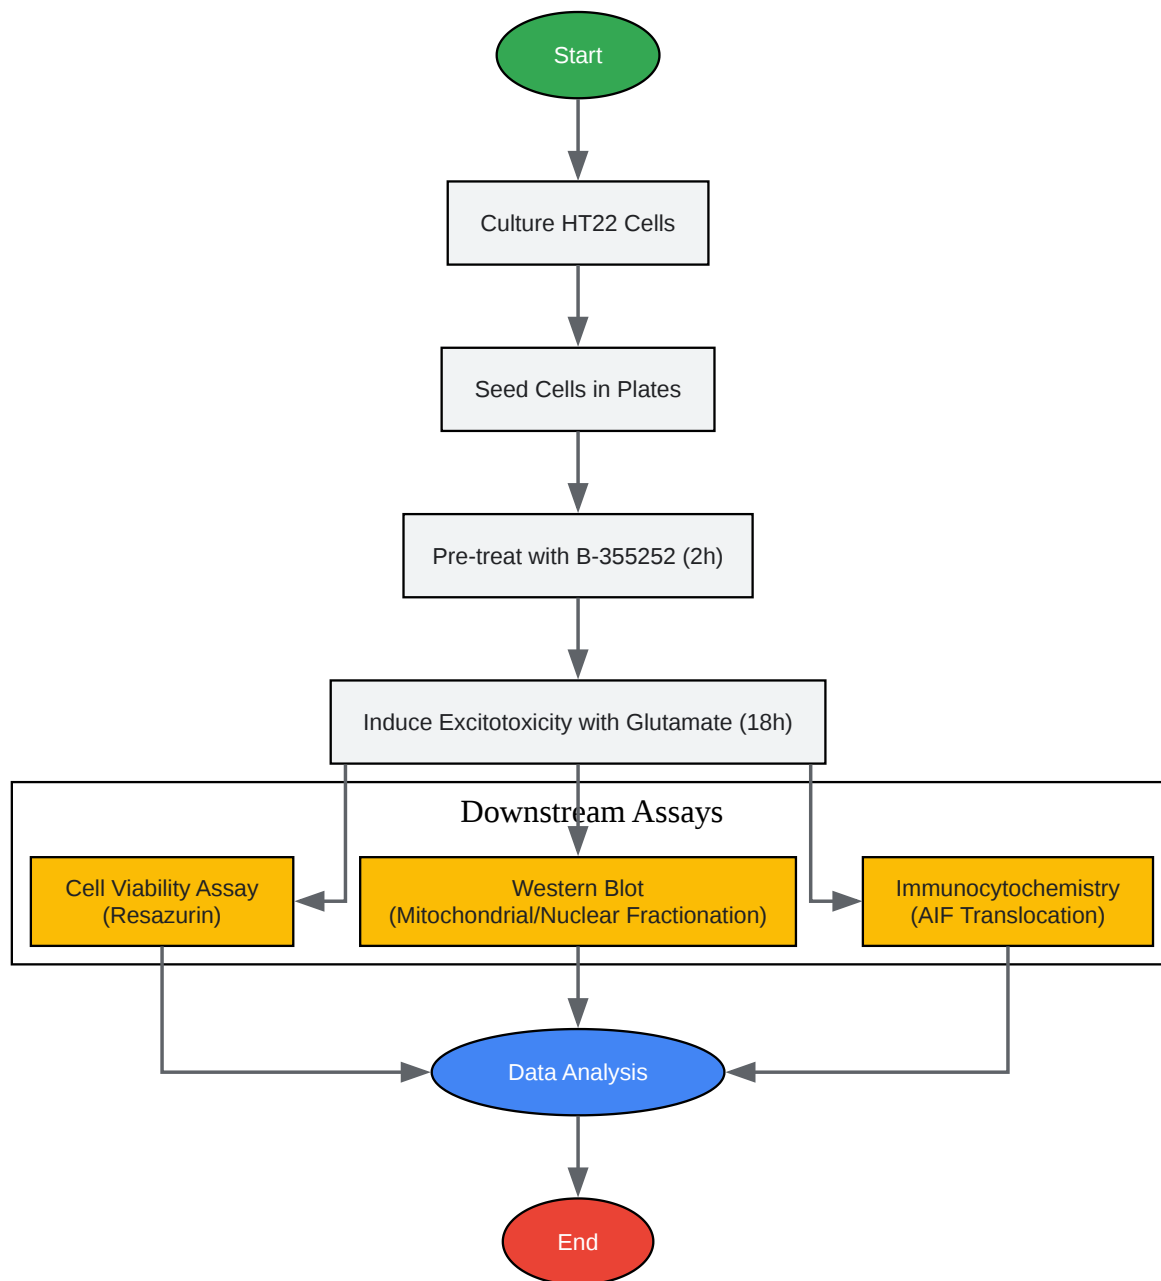 Start
Culture HT22 Cells
Seed Cells in Plates
Pre-treat with B-355252 (2h)
Induce Excitotoxicity with Glutamate (18h)
Downstream Assays
Cell Viability Assay
(Resazurin)
Western Blot
(Mitochondrial/Nuclear Fractionation)
Immunocytochemistry
(AIF Translocation)
Data Analysis
End